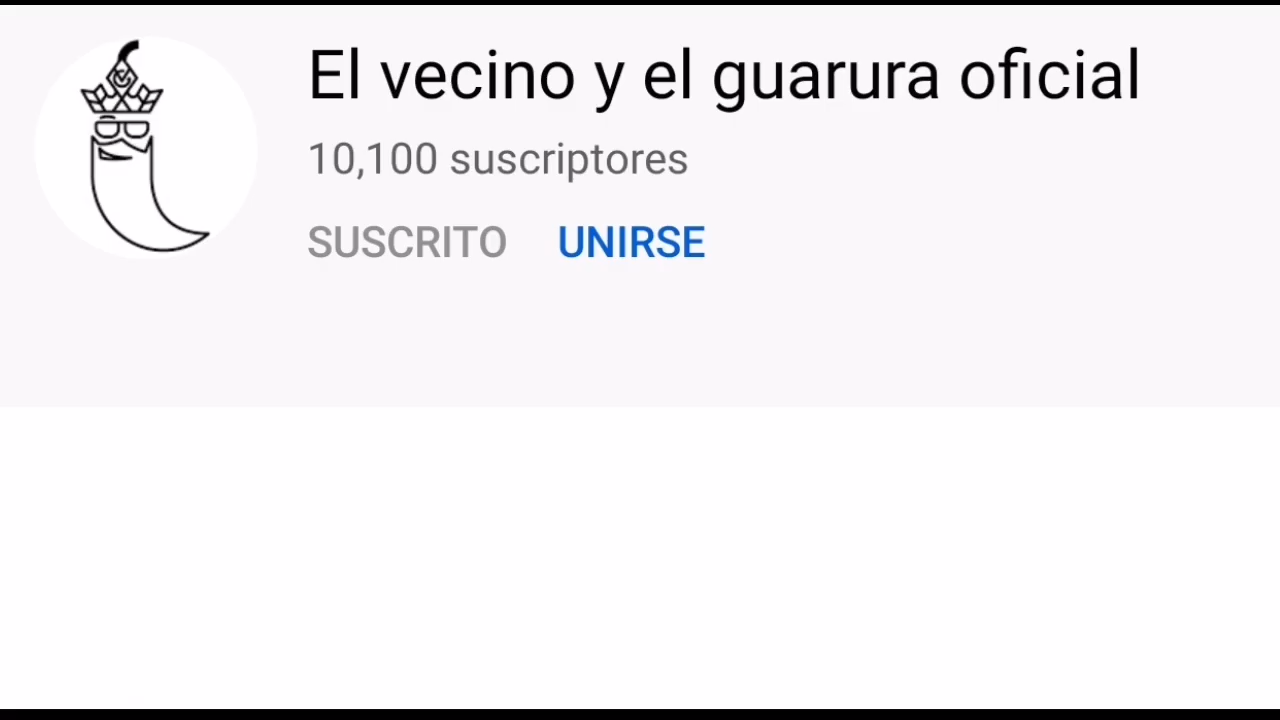 El vecino y el guarura oficial
10,100 suscriptores
SUSCRITO UNIRSE